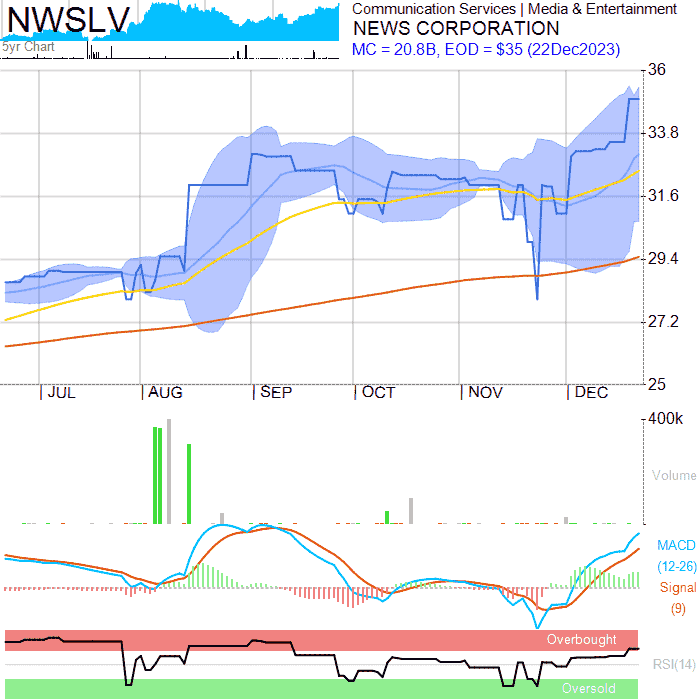 NWSLV
5yr Chart
Communication Services | Media & Entertainment
NEWS CORPORATION
MC = 20.8B, EOD = $35 (22Dec2023)
36
33.8
31.6
29.4
27.2
25
| JUL | AUG | SEP | OCT | NOV | DEC
400k
Volume
MACD
(12-26)
Signal
(9)
Overbought
RSI(14)
Oversold